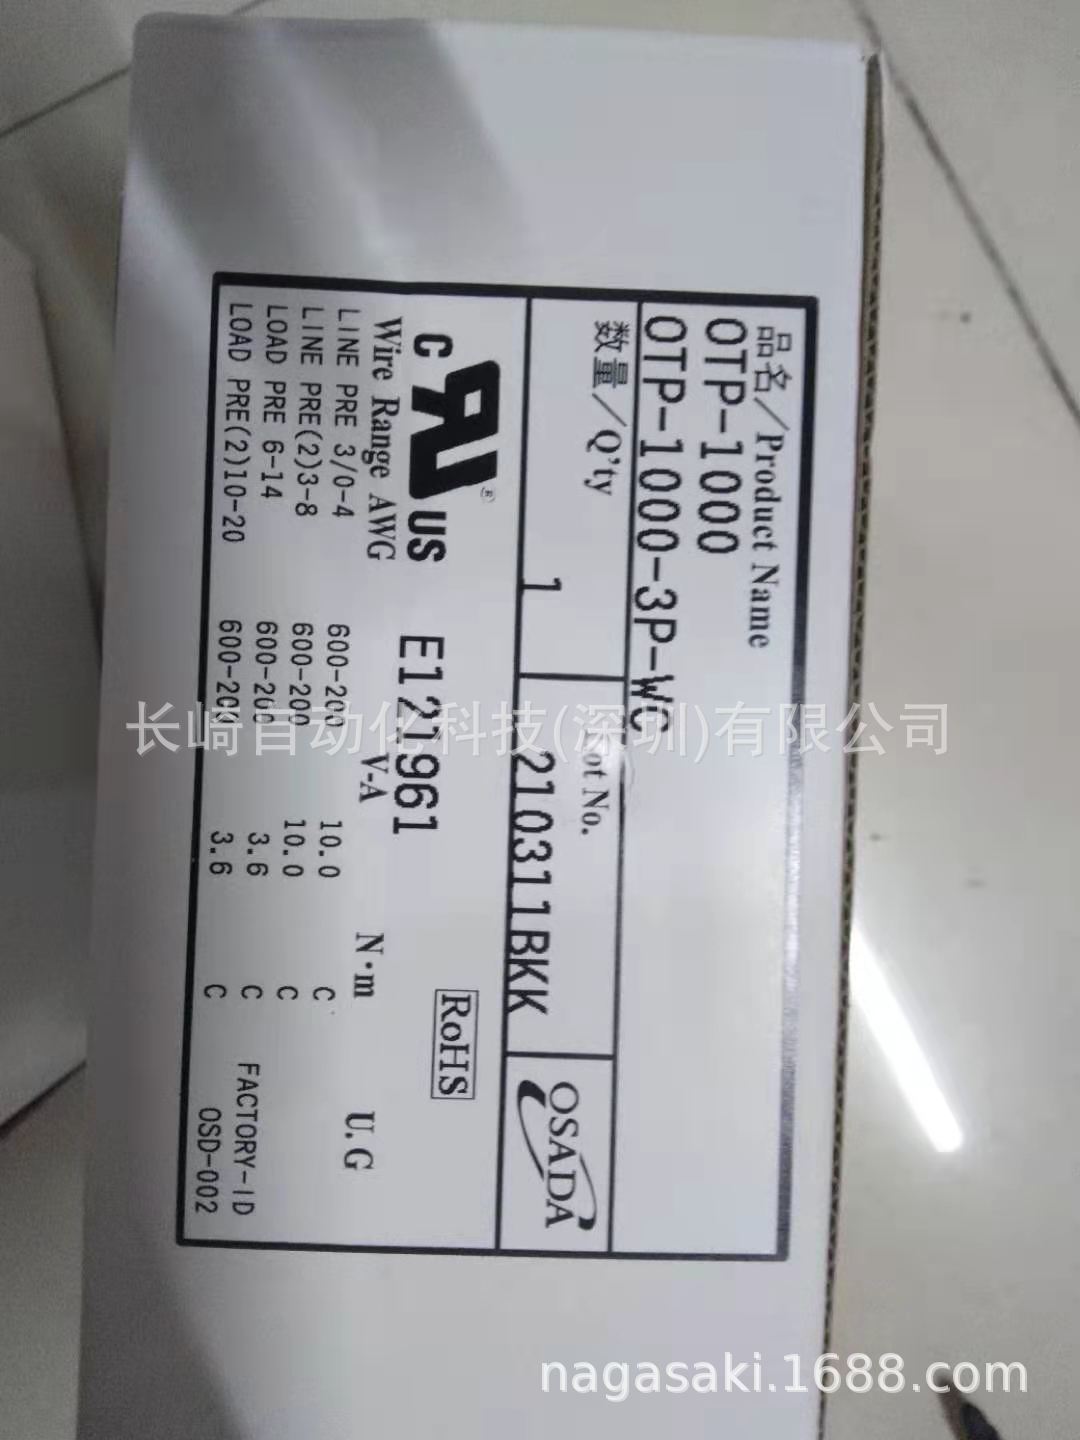 品名/Product Name
OTP-1000
OTP-1000-3P-WC
数量/Q'ty
1
Lot No.
210311BKK
OSADA
c RU US ® E121961 RoHS
Wire Range AWG V-A N·m U.G
LINE PRE 3/0-4 600-200 10.0 C
LINE PRE(2)3-8 600-200 10.0 C
LOAD PRE 6-14 600-200 3.6 C FACTORY-ID
LOAD PRE(2)10-20 600-200 3.6 C OSD-002
长崎自动化科技(深圳)有限公司
nagasaki.1688.com